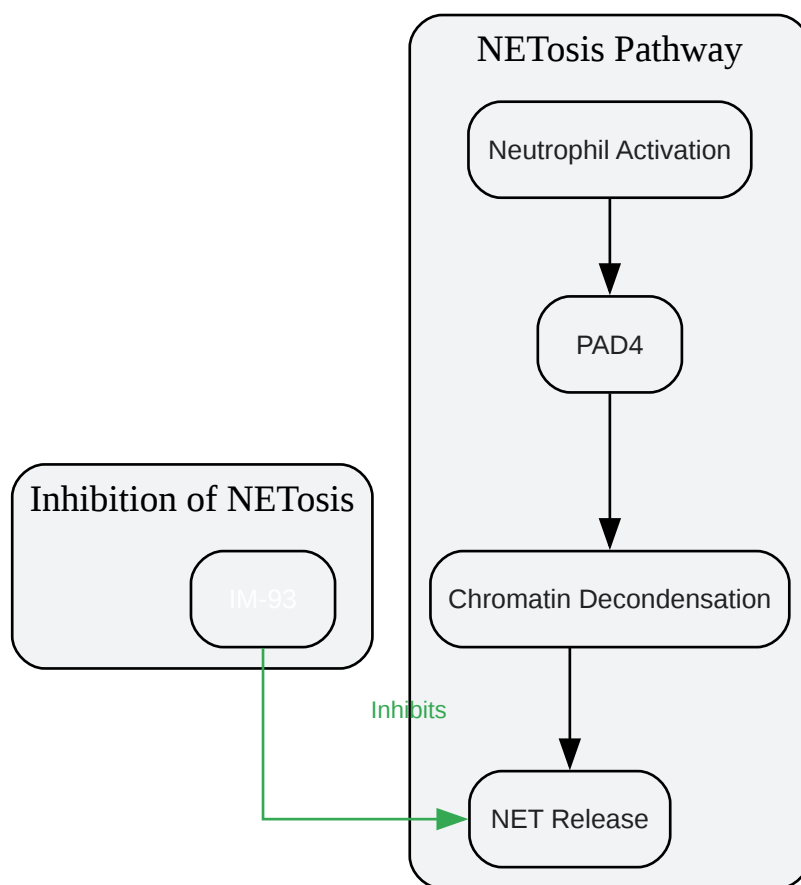 NETosis Pathway
Neutrophil Activation
PAD4
Inhibition of NETosis
IM-93
Chromatin Decondensation
Inhibits
NET Release